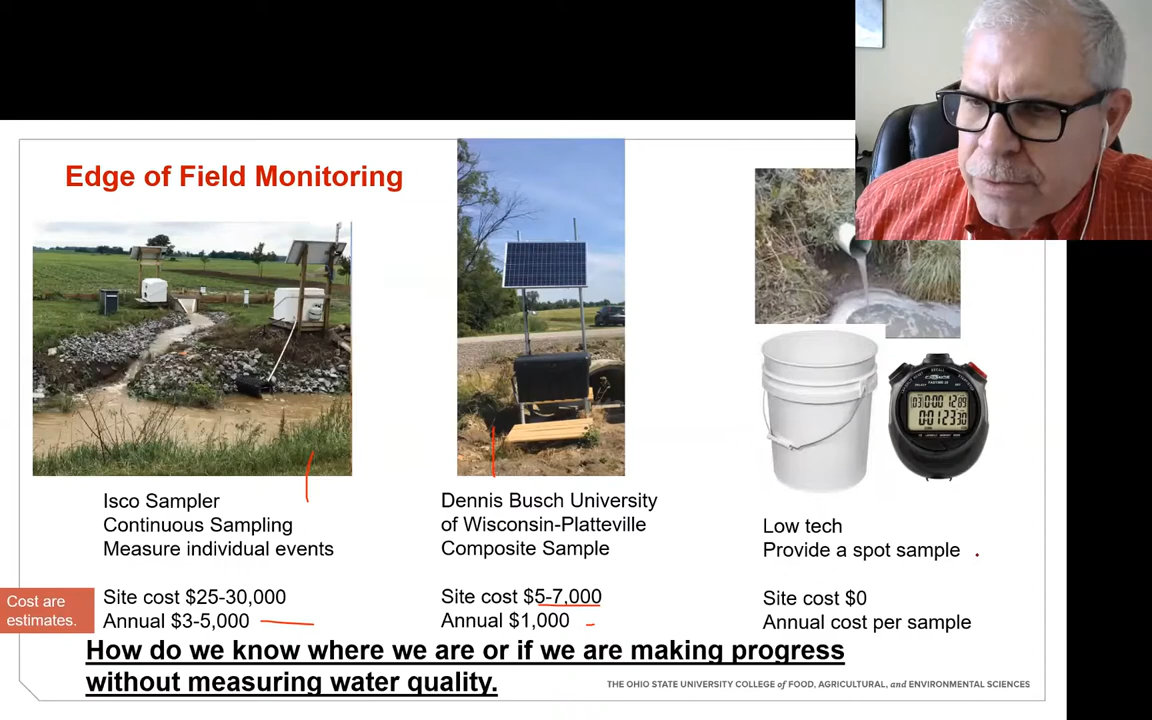 Edge of Field Monitoring
Isco Sampler
Continuous Sampling
Measure individual events
Site cost $25-30,000
Annual $3-5,000
Cost are
estimates.
Dennis Busch University
of Wisconsin-Platteville
Composite Sample
Site cost $5-7,000
Annual $1,000
Low tech
Provide a spot sample
Site cost $0
Annual cost per sample
How do we know where we are or if we are making progress
without measuring water quality.
THE OHIO STATE UNIVERSITY COLLEGE of FOOD, AGRICULTURAL, and ENVIRONMENTAL SCIENCES